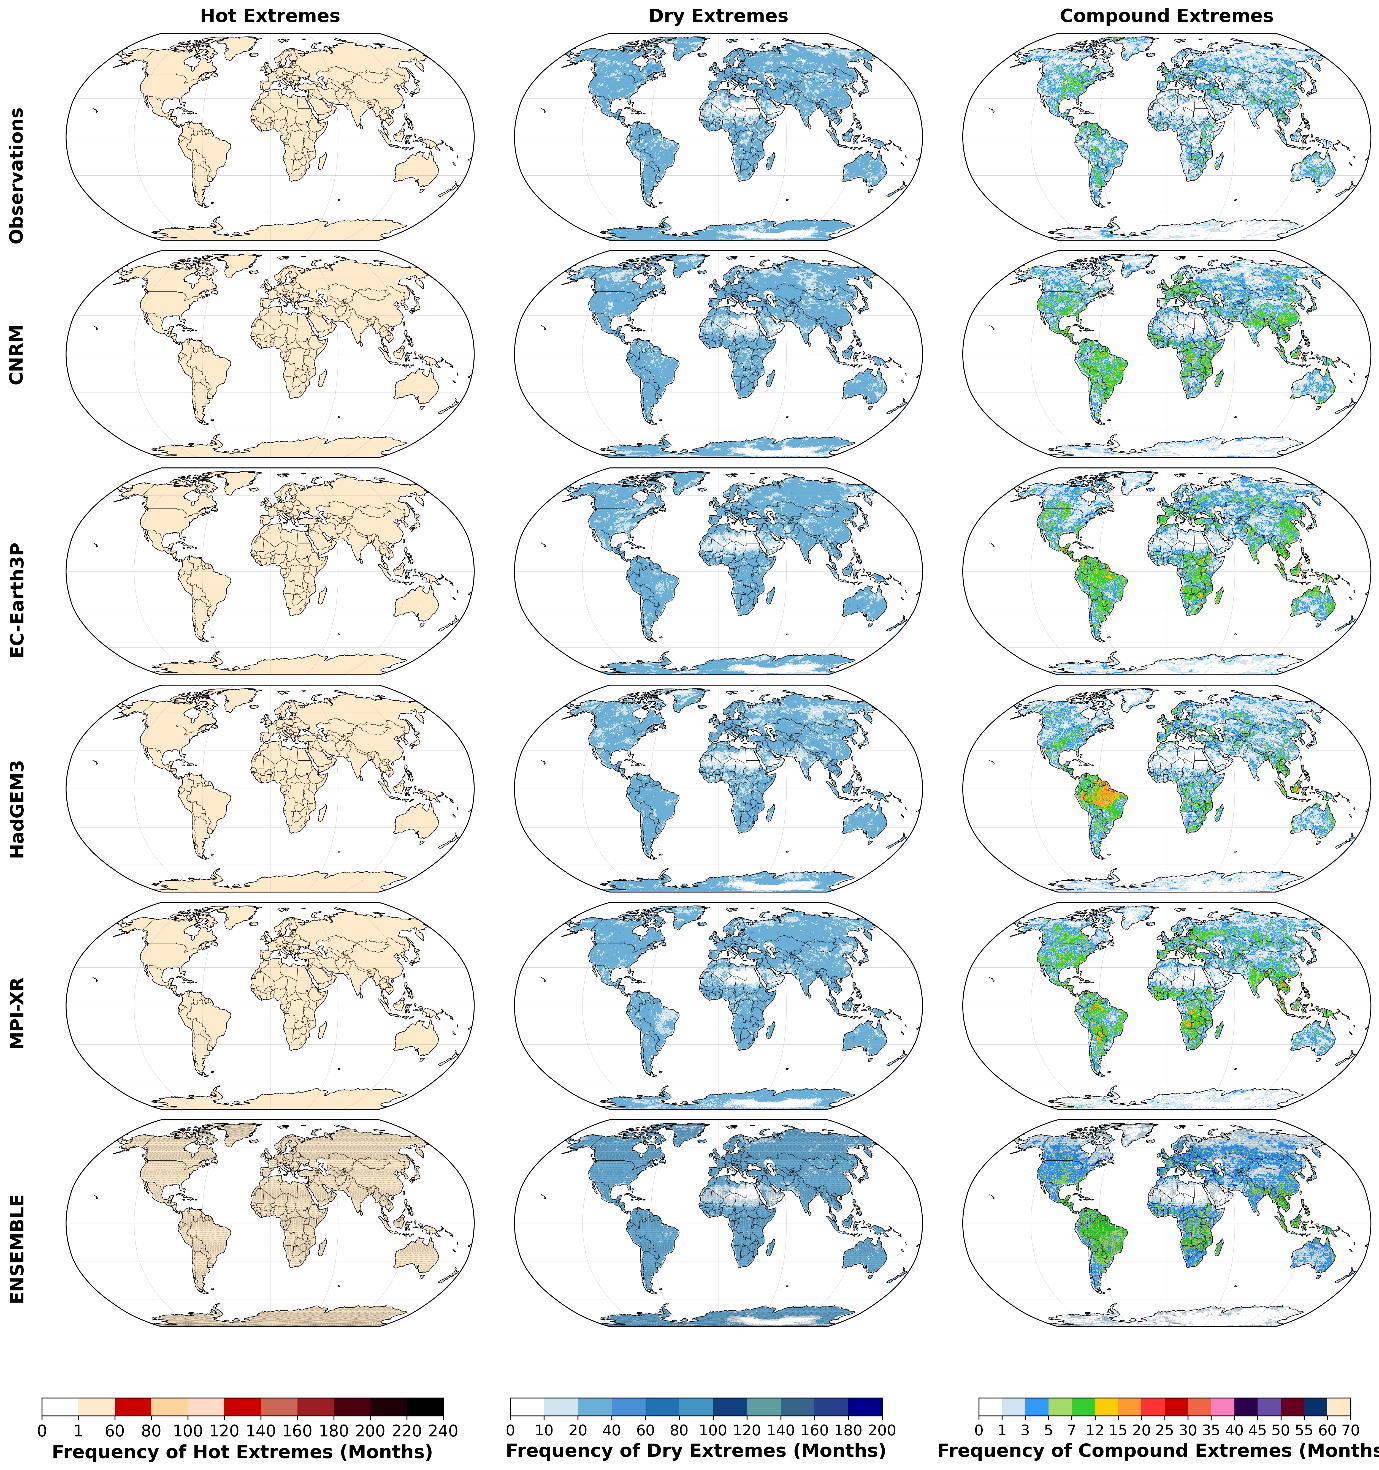 Hot Extremes
Dry Extremes
Compound Extremes
Observations
CNRM
EC-Earth3P
HadGEM3
MPI-XR
ENSEMBLE
0 1 60 80 100 120 140 160 180 200 220 240
Frequency of Hot Extremes (Months)
0 10 20 40 60 80 100 120 140 160 180 200
Frequency of Dry Extremes (Months)
0 1 3 5 7 12 15 20 25 30 35 40 45 50 55 60 70
Frequency of Compound Extremes (Months